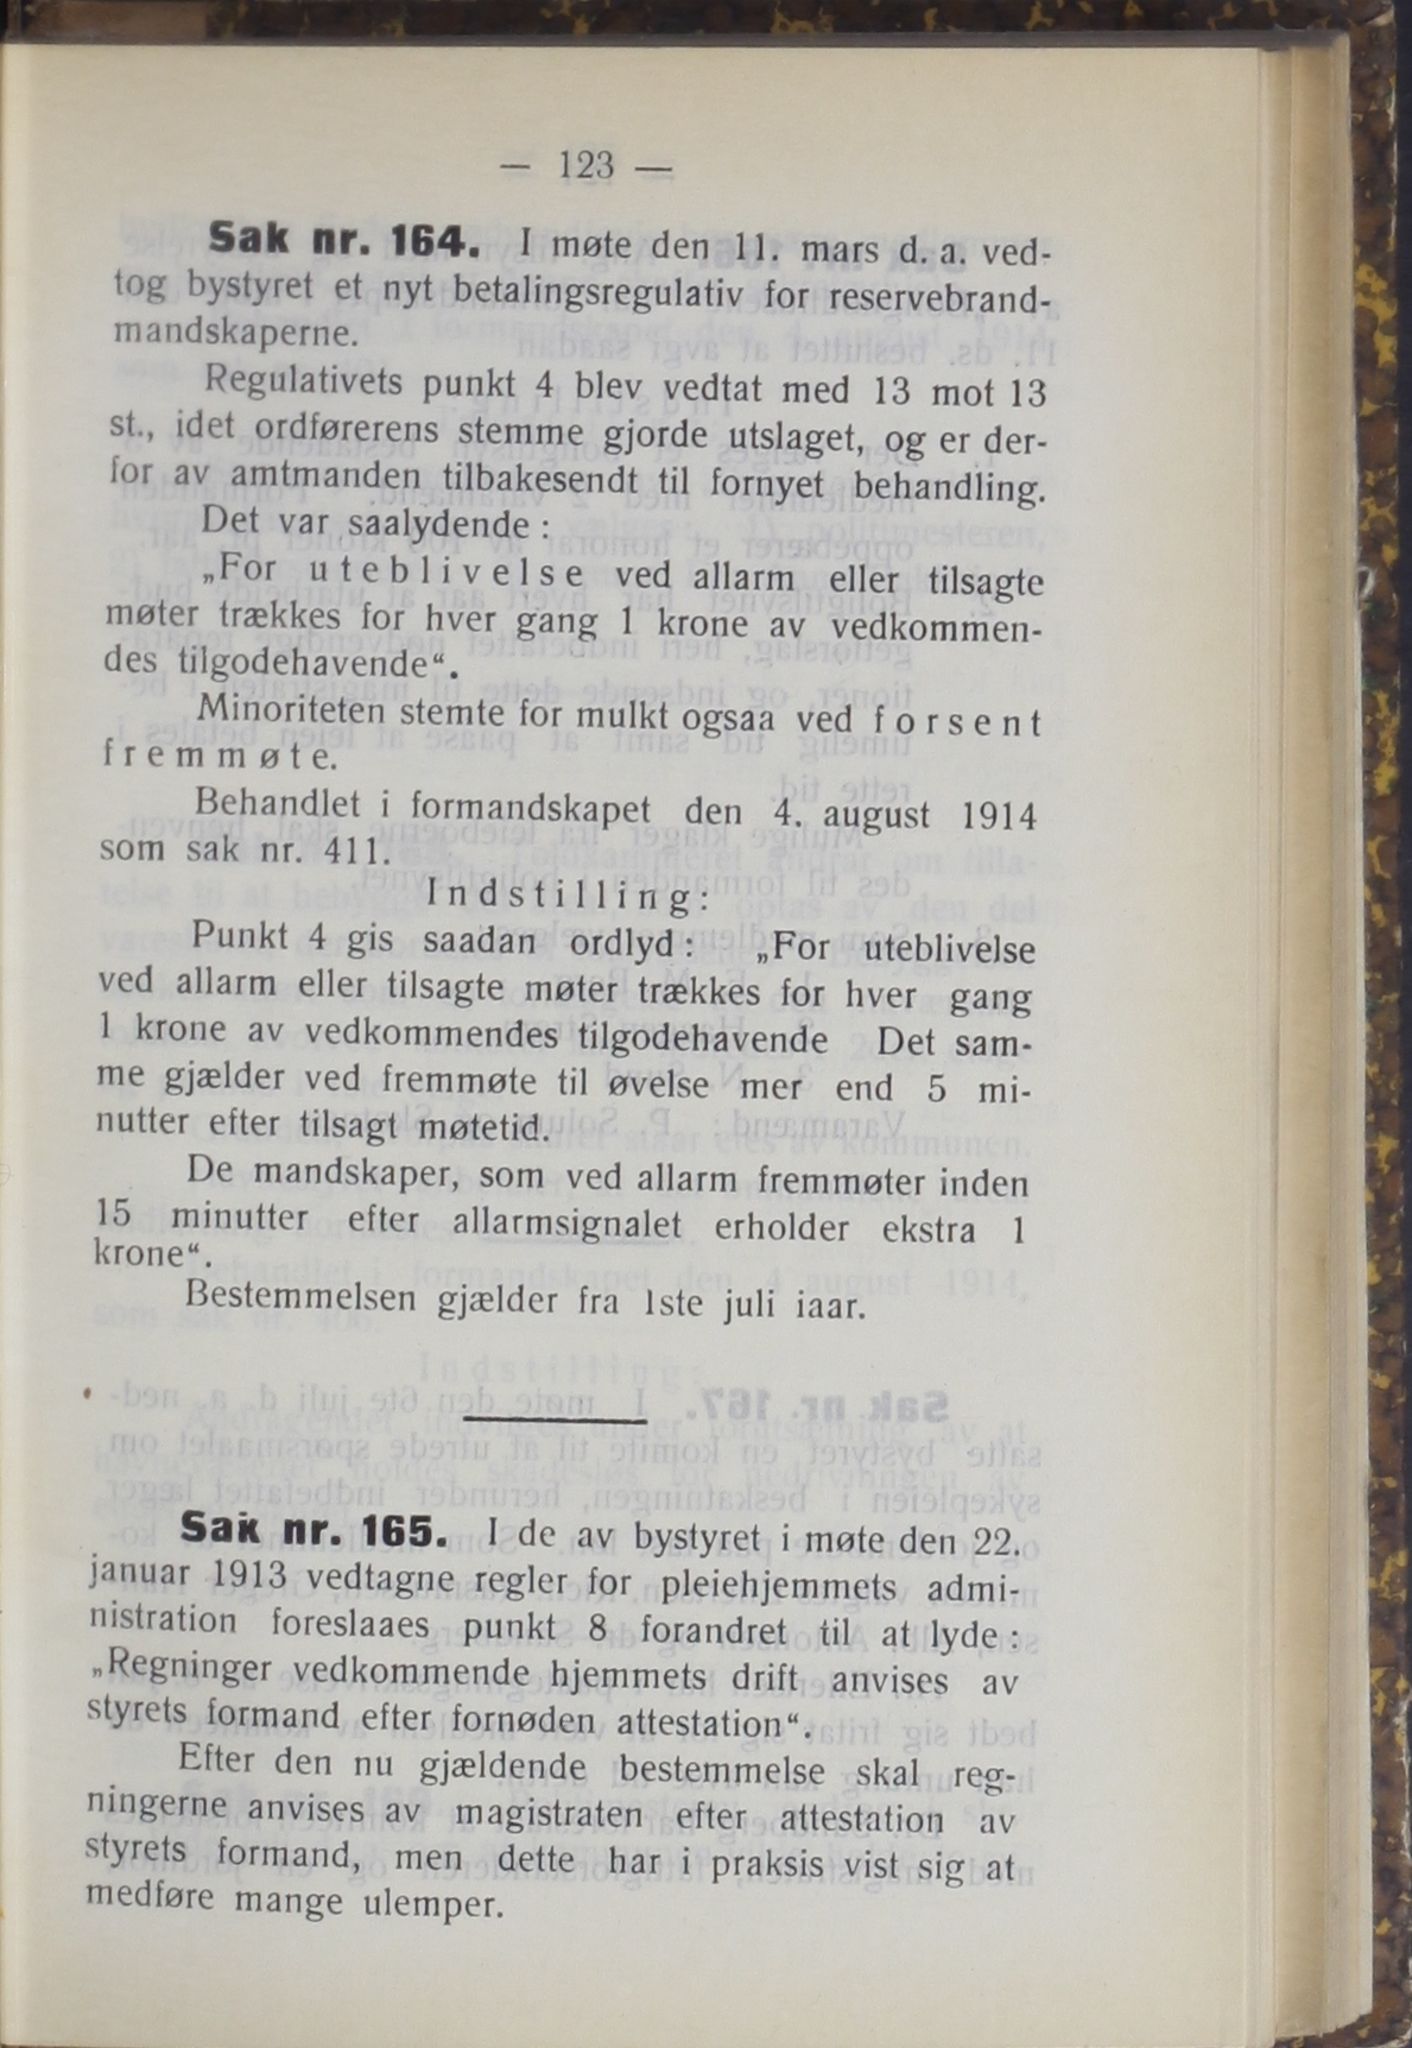 — 123 —
Sak nr. 164. I møte den 11. mars d. a. ved-
tog bystyret et nyt betalingsregulativ for reservebrand-
mandskaperne.
Regulativets punkt 4 blev vedtat med 13 mot 13
st., idet ordførerens stemme gjorde utslaget, og er der-
for av amtmanden tilbakesendt til fornyet behandling.
Det var saalydende :
„For uteblivelse ved allarm eller tilsagte
møter trækkes for hver gang 1 krone av vedkommen-
des tilgodehavende“.
Minoriteten stemte for mulkt ogsaa ved forsent
fremmøte.
Behandlet i formandskapet den 4. august 1914
som sak nr. 411.
Indstilling:
Punkt 4 gis saadan ordlyd : „For uteblivelse
ved allarm eller tilsagte møter trækkes for hver gang
1 krone av vedkommendes tilgodehavende Det sam-
me gjælder ved fremmøte til øvelse mer end 5 mi-
nutter efter tilsagt møtetid.
De mandskaper, som ved allarm fremmøter inden
15 minutter efter allarmsignalet erholder ekstra 1
krone“.
Bestemmelsen gjælder fra 1ste juli iaar.
Sak nr. 165. I de av bystyret i møte den 22.
januar 1913 vedtagne regler for pleiehjemmets admi-
nistration foreslaaes punkt 8 forandret til at lyde :
„Regninger vedkommende hjemmets drift anvises av
styrets formand efter fornøden attestation“.
Efter den nu gjældende bestemmelse skal reg-
ningerne anvises av magistraten efter attestation av
styrets formand, men dette har i praksis vist sig at
medføre mange ulemper.